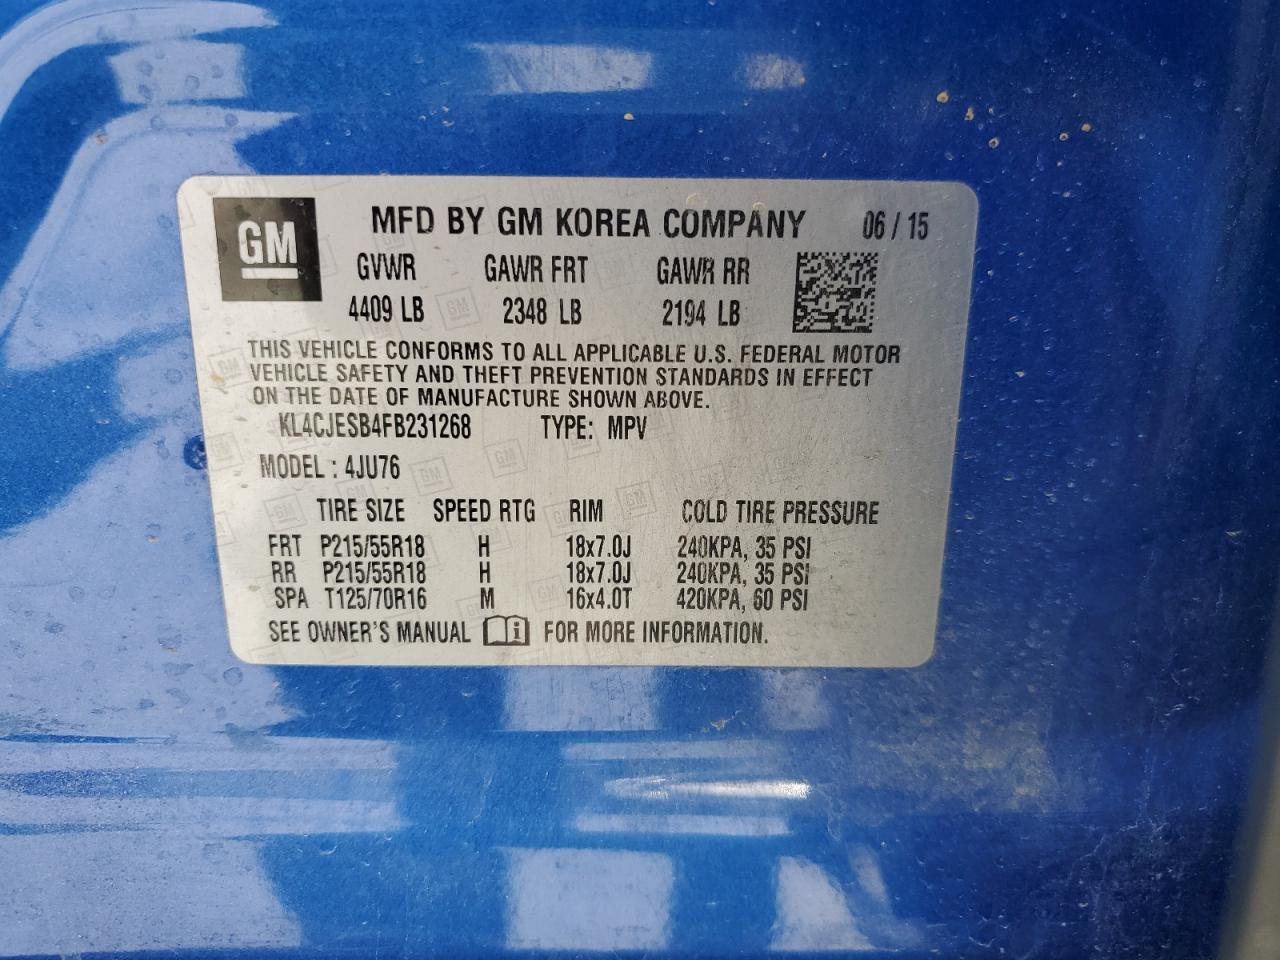 GM MFD BY GM KOREA COMPANY 06 / 15
GVWR GAWR FRT GAWR RR
4409 LB 2348 LB 2194 LB
THIS VEHICLE CONFORMS TO ALL APPLICABLE U.S. FEDERAL MOTOR
VEHICLE SAFETY AND THEFT PREVENTION STANDARDS IN EFFECT
ON THE DATE OF MANUFACTURE SHOWN ABOVE.
KL4CJESB4FB231268 TYPE: MPV
MODEL : 4JU76
TIRE SIZE SPEED RTG RIM COLD TIRE PRESSURE
FRT P215/55R18 H 18x7.0J 240KPA, 35 PSI
RR P215/55R18 H 18x7.0J 240KPA, 35 PSI
SPA T125/70R16 M 16x4.0T 420KPA, 60 PSI
SEE OWNER'S MANUAL FOR MORE INFORMATION.